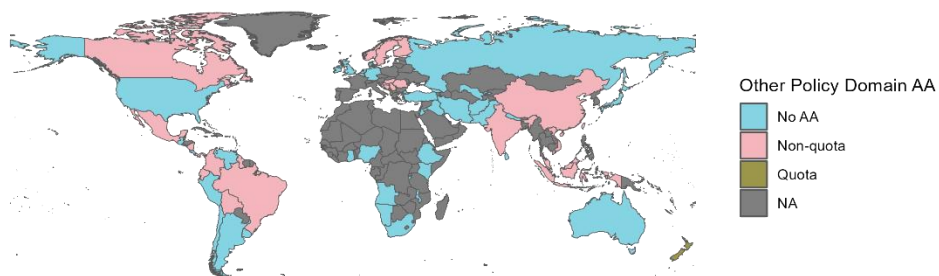 Other Policy Domain AA
No AA
Non-quota
Quota
NA